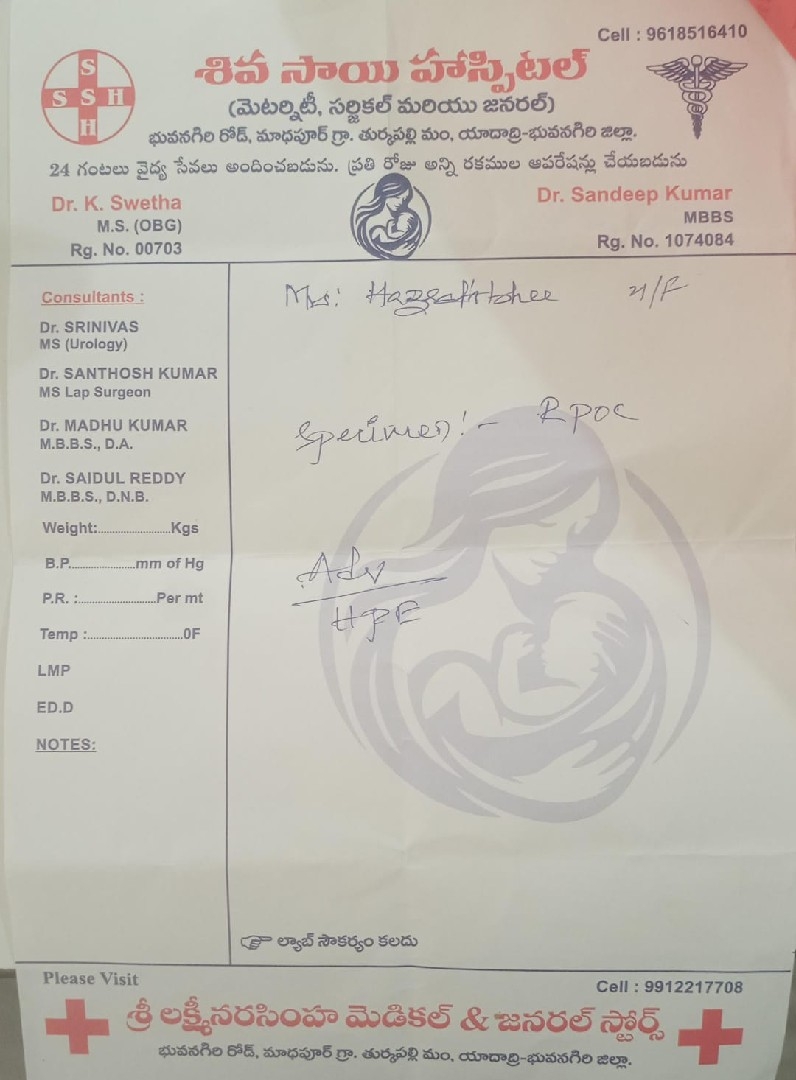 Cell : 9618516410
S
S S H
H
శివ సాయి హాస్పిటల్
(మెటర్నిటీ, సర్జికల్ మరియు జనరల్)
భువనగిరి రోడ్, మాధపూర్ గ్రా. తుర్కపల్లి మం, యాదాద్రి-భువనగిరి జిల్లా.
24 గంటలు వైద్య సేవలు అందించబడును. ప్రతి రోజు అన్ని రకముల ఆపరేషన్లు చేయబడును
Dr. K. Swetha
M.S. (OBG)
Rg. No. 00703
Dr. Sandeep Kumar
MBBS
Rg. No. 1074084
Consultants :
Dr. SRINIVAS
MS (Urology)
Dr. SANTHOSH KUMAR
MS Lap Surgeon
Dr. MADHU KUMAR
M.B.B.S., D.A.
Dr. SAIDUL REDDY
M.B.B.S., D.N.B.
Weight:........................Kgs
B.P......................mm of Hg
P.R. :..........................Per mt
Temp :................................0F
LMP
ED.D
NOTES:
Specimen:- RPOC
Adv
HPE
ల్యాబ్ సౌకర్యం కలదు
Please Visit
Cell : 9912217708
శ్రీ లక్ష్మీనరసింహ మెడికల్ & జనరల్ స్టోర్స్
భువనగిరి రోడ్, మాధపూర్ గ్రా. తుర్కపల్లి మం, యాదాద్రి-భువనగిరి జిల్లా.